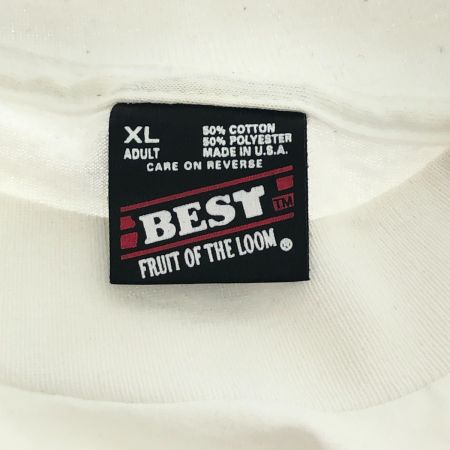 XL
ADULT
50% COTTON
50% POLYESTER
MADE IN U.S.A.
CARE ON REVERSE
BEST TM
FRUIT OF THE LOOM ®